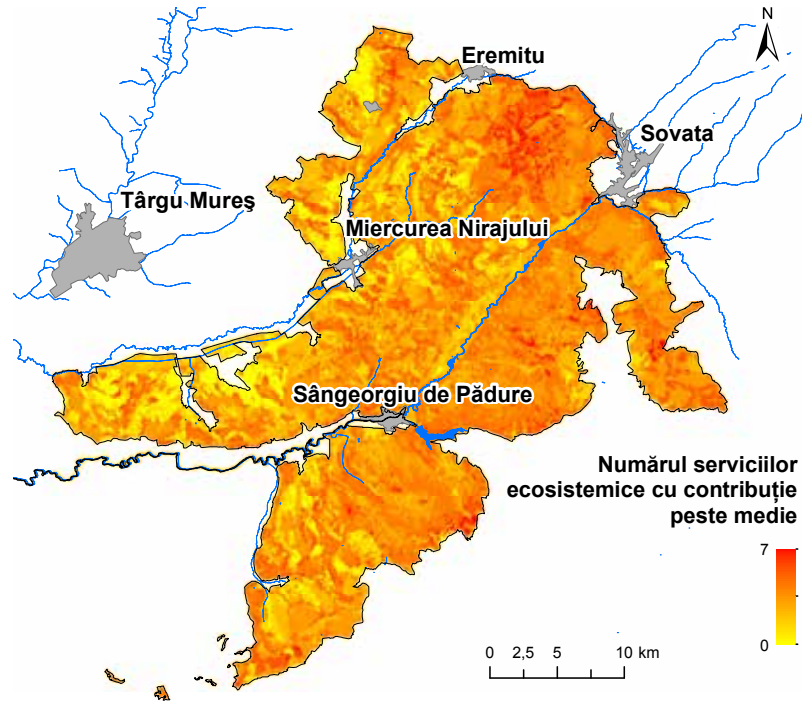 N
Eremitu
Sovata
Târgu Mureş
Miercurea Nirajului
Sângeorgiu de Pădure
Numărul serviciilor
ecosistemice cu contribuție
peste medie
7
0
0 2,5 5 10 km